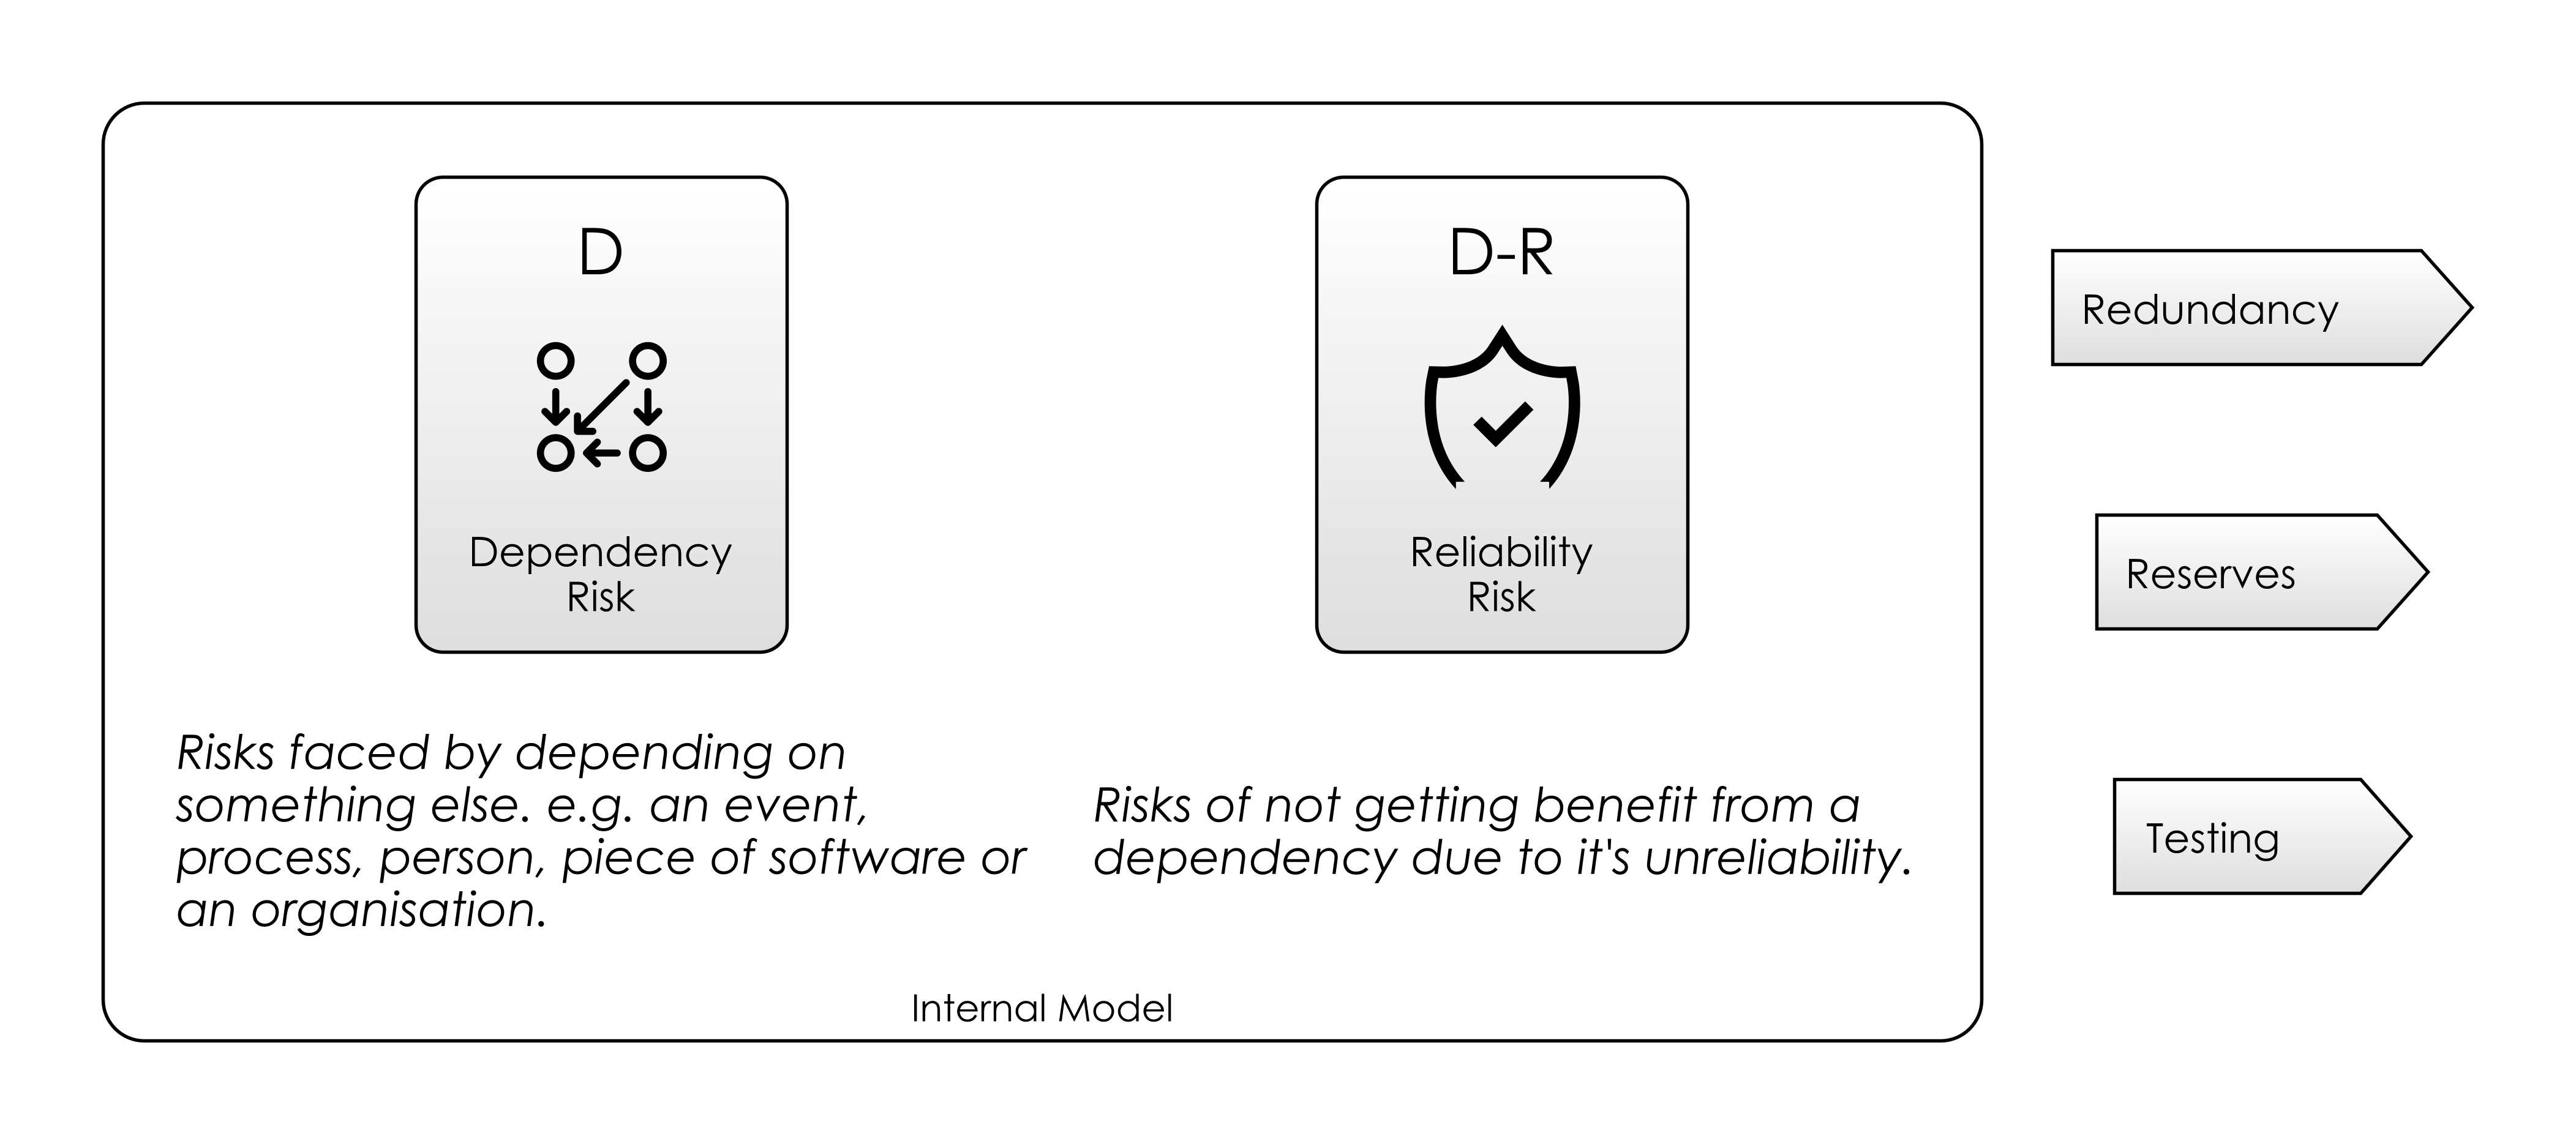 D
Dependency
Risk
Risks faced by depending on
something else. e.g. an event,
process, person, piece of software or
an organisation.
D-R
Reliability
Risk
Risks of not getting benefit from a
dependency due to it's unreliability.
Internal Model
Redundancy
Reserves
Testing